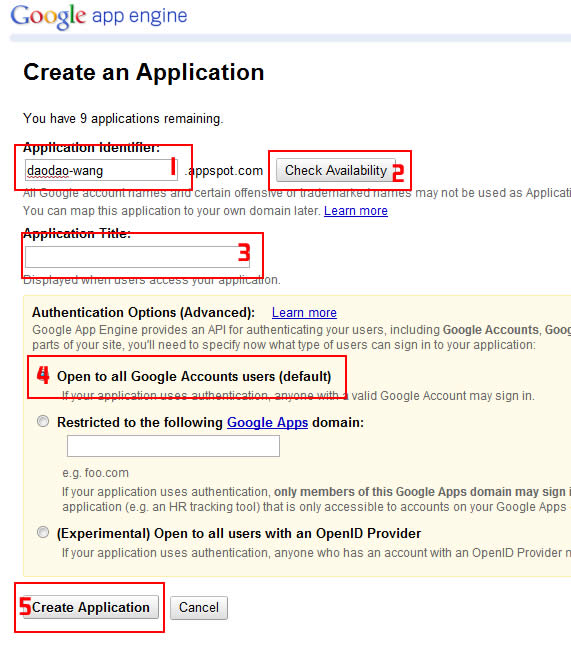 Google app engine
Create an Application
You have 9 applications remaining.
Application Identifier:
daodao-wang 1 .appspot.com Check Availability 2
All Google account names and certain offensive or trademarked names may not be used as Applicati
You can map this application to your own domain later. Learn more
Application Title:
3
Displayed when users access your application.
Authentication Options (Advanced): Learn more
Google App Engine provides an API for authenticating your users, including Google Accounts, Goog
parts of your site, you'll need to specify now what type of users can sign in to your application:
4 Open to all Google Accounts users (default)
If your application uses authentication, anyone with a valid Google Account may sign in.
Restricted to the following Google Apps domain:
e.g. foo.com
If your application uses authentication, only members of this Google Apps domain may sign i
application (e.g. an HR tracking tool) that is only accessible to accounts on your Google Apps
(Experimental) Open to all users with an OpenID Provider
If your application uses authentication, anyone who has an account with an OpenID Provider
5 Create Application Cancel